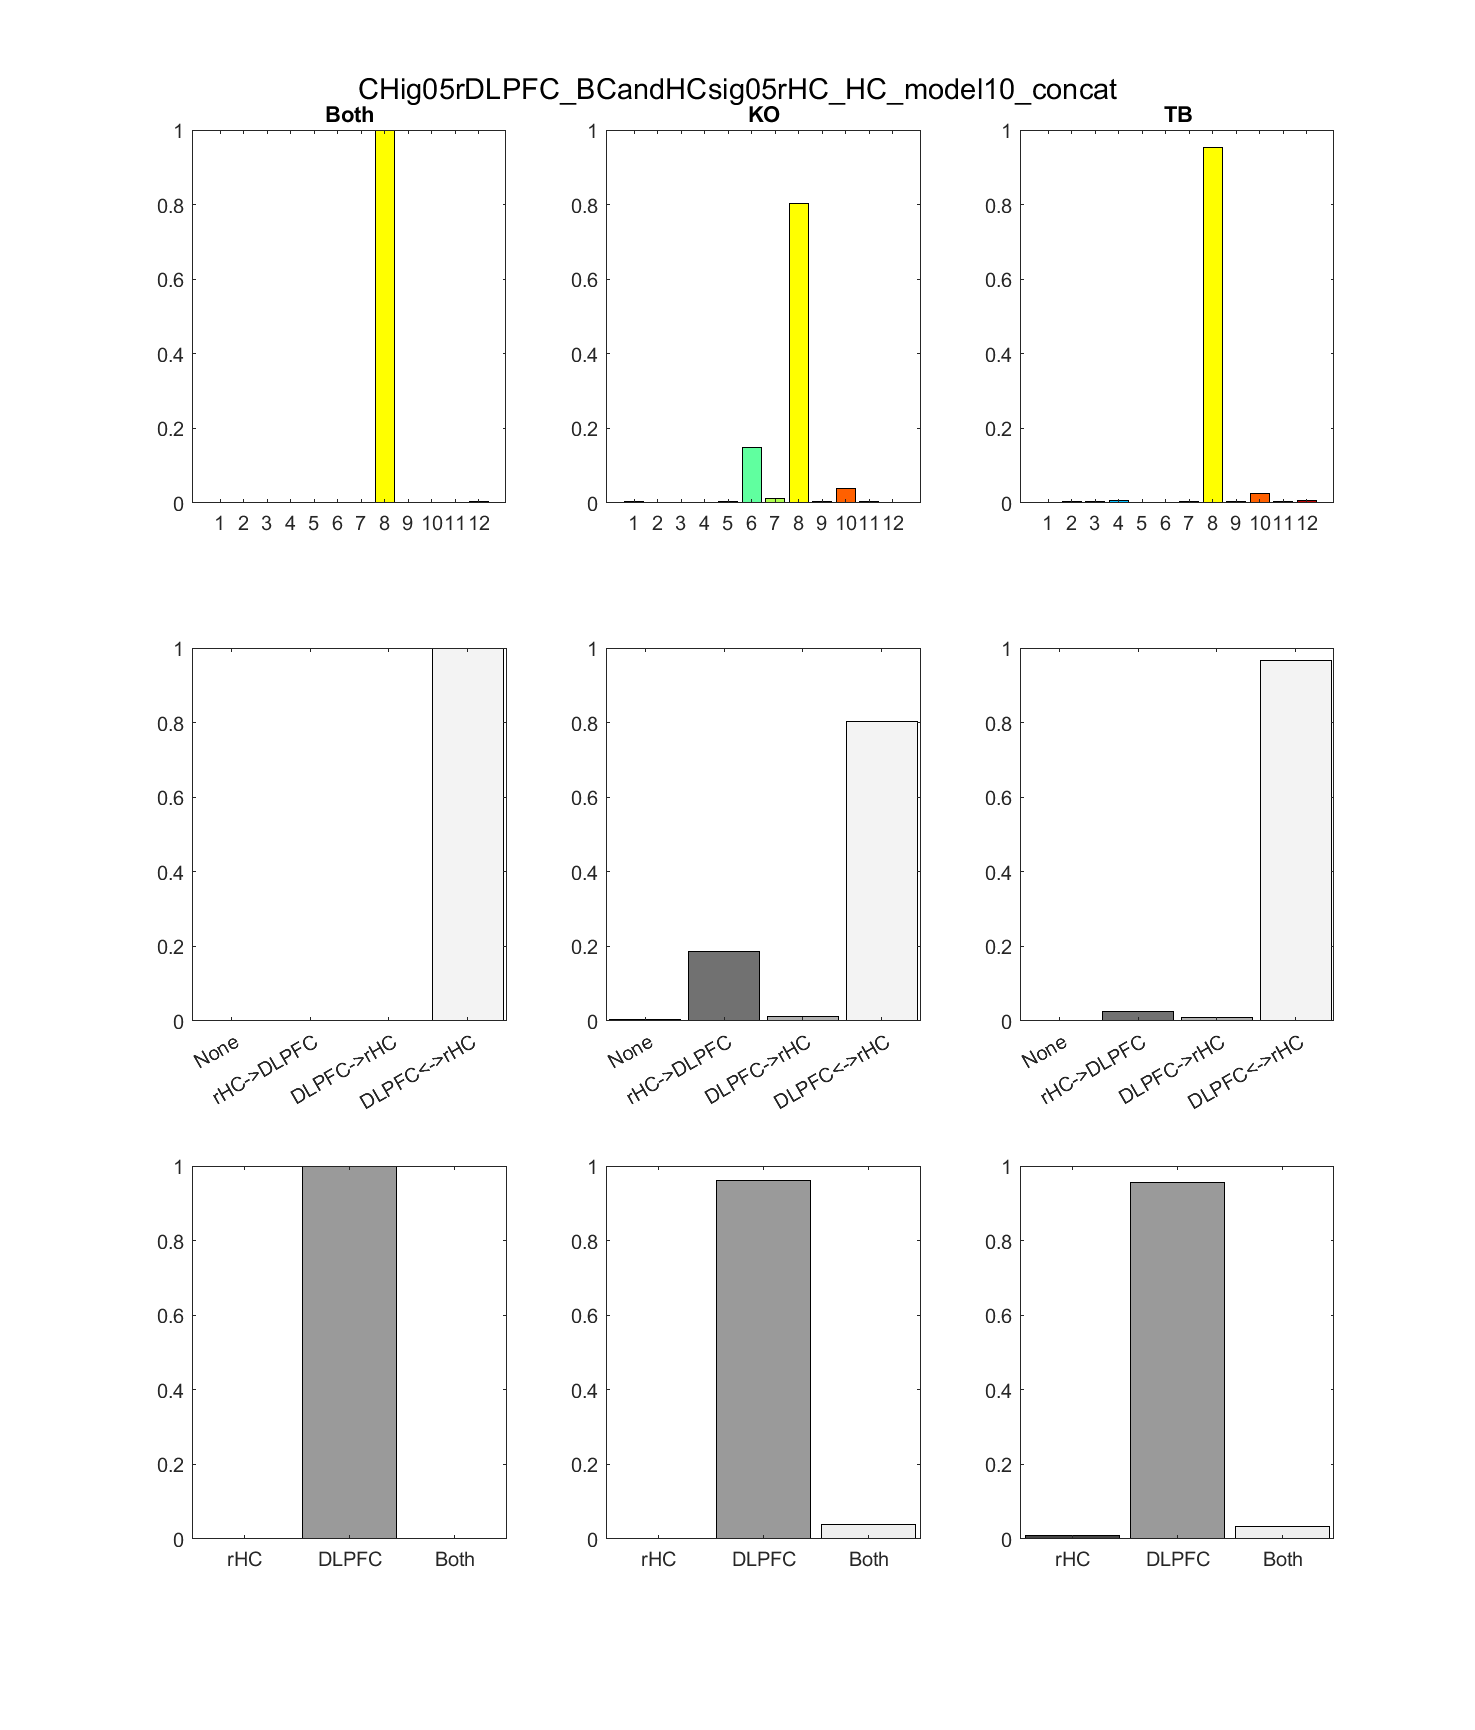 CHig05rDLPFC_BCandHCsig05rHC_HC_model10_concat
Both KO TB
1 1 1
0.8 0.8 0.8
0.6 0.6 0.6
0.4 0.4 0.4
0.2 0.2 0.2
0 0 0
1 2 3 4 5 6 7 8 9 10 11 12 1 2 3 4 5 6 7 8 9 10 11 12 1 2 3 4 5 6 7 8 9 10 11 12
1 1 1
0.8 0.8 0.8
0.6 0.6 0.6
0.4 0.4 0.4
0.2 0.2 0.2
0 0 0
None rHC->DLPFC DLPFC->rHC DLPFC<->rHC None rHC->DLPFC DLPFC->rHC DLPFC<->rHC None rHC->DLPFC DLPFC->rHC DLPFC<->rHC
1 1 1
0.8 0.8 0.8
0.6 0.6 0.6
0.4 0.4 0.4
0.2 0.2 0.2
0 0 0
rHC DLPFC Both rHC DLPFC Both rHC DLPFC Both